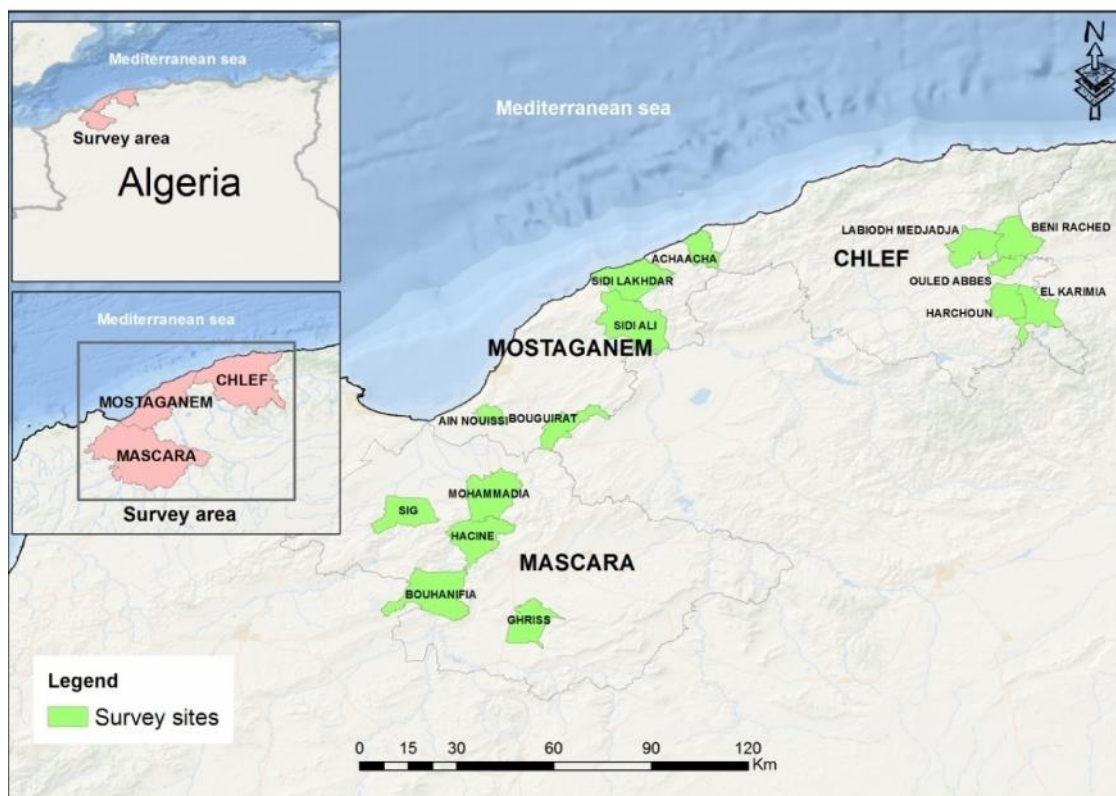 Mediterranean sea
Survey area
Algeria
Mediterranean sea
CHLEF
MOSTAGANEM
MASCARA
Survey area
N
Mediterranean sea
LABIODH MEDJADJA
BENI RACHED
ACHAACHA
CHLEF
SIDI LAKHDAR
OULED ABBES
EL KARIMIA
HARCHOUN
SIDI ALI
MOSTAGANEM
AIN NOUISSI
BOUGUIRAT
MOHAMMADIA
SIG
HACINE
MASCARA
BOUHANIFIA
GHRISS
Legend
Survey sites
0 15 30 60 90 120
Km